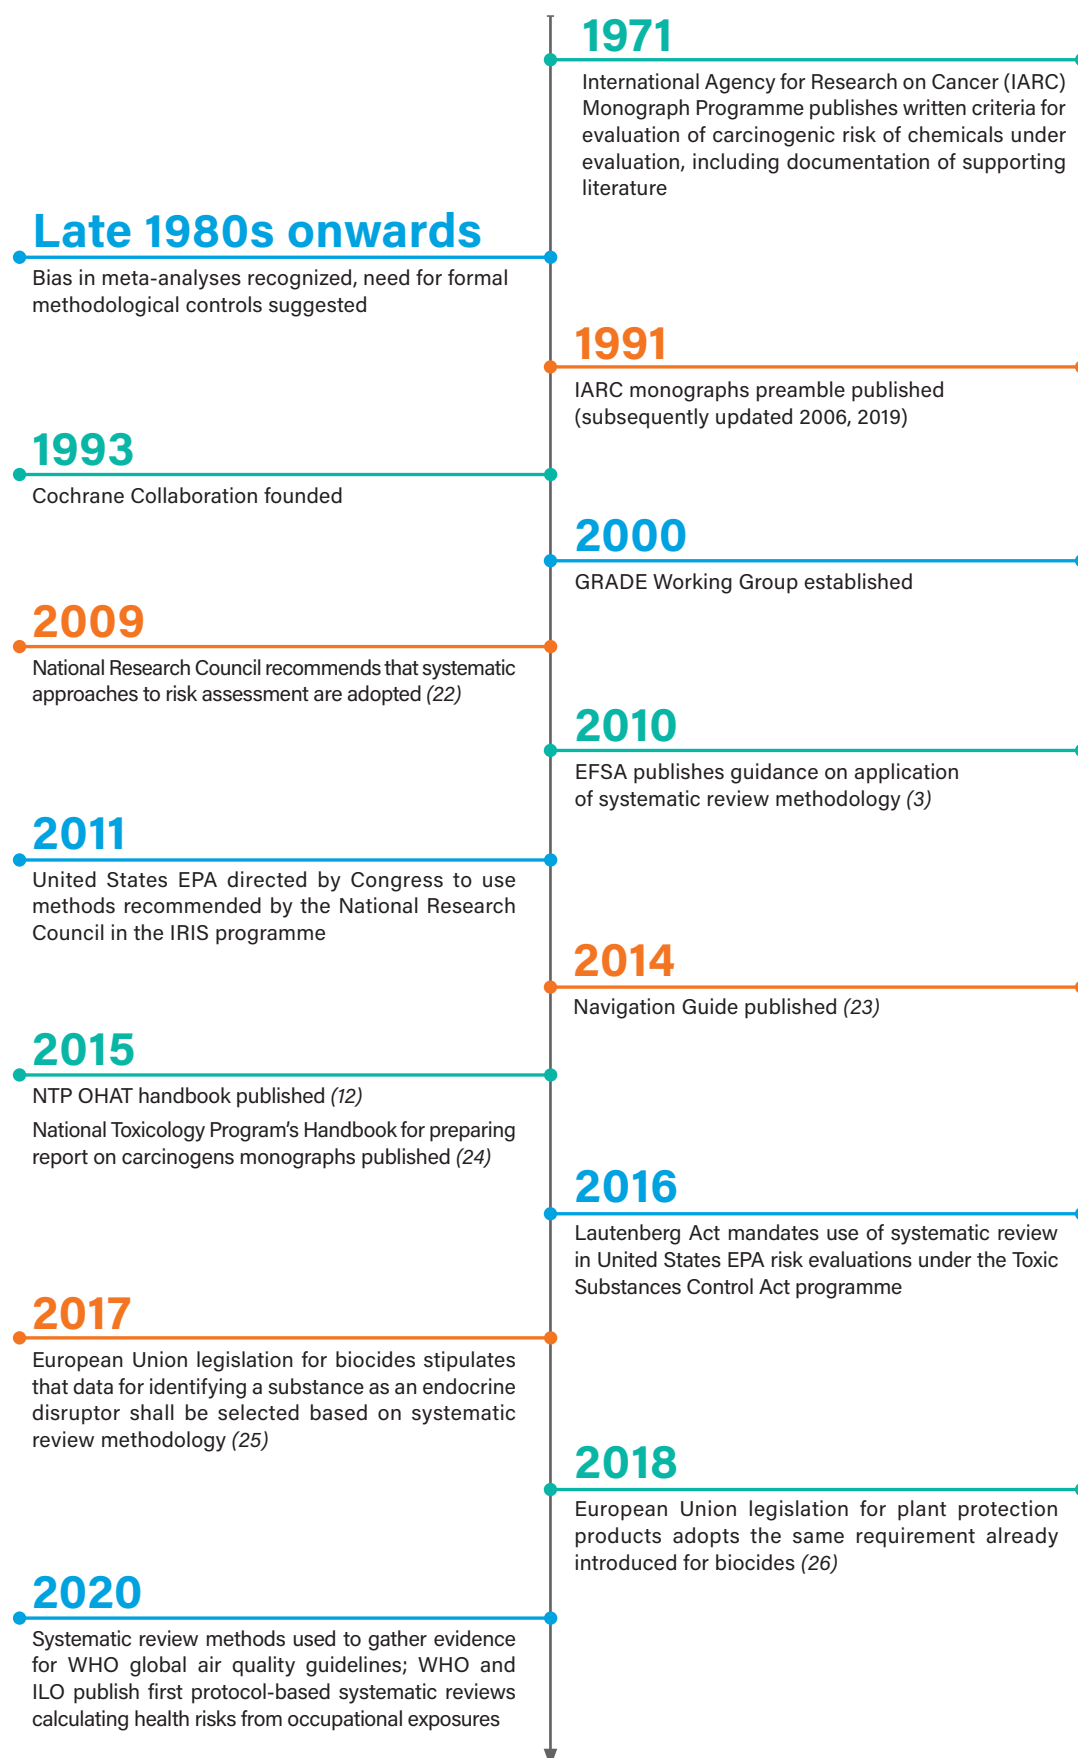 1971
International Agency for Research on Cancer (IARC)
Monograph Programme publishes written criteria for
evaluation of carcinogenic risk of chemicals under
evaluation, including documentation of supporting
literature
Late 1980s onwards
Bias in meta-analyses recognized, need for formal
methodological controls suggested
1991
IARC monographs preamble published
(subsequently updated 2006, 2019)
1993
Cochrane Collaboration founded
2000
GRADE Working Group established
2009
National Research Council recommends that systematic
approaches to risk assessment are adopted (22)
2010
EFSA publishes guidance on application
of systematic review methodology (3)
2011
United States EPA directed by Congress to use
methods recommended by the National Research
Council in the IRIS programme
2014
Navigation Guide published (23)
2015
NTP OHAT handbook published (12)
National Toxicology Program's Handbook for preparing
report on carcinogens monographs published (24)
2016
Lautenberg Act mandates use of systematic review
in United States EPA risk evaluations under the Toxic
Substances Control Act programme
2017
European Union legislation for biocides stipulates
that data for identifying a substance as an endocrine
disruptor shall be selected based on systematic
review methodology (25)
2018
European Union legislation for plant protection
products adopts the same requirement already
introduced for biocides (26)
2020
Systematic review methods used to gather evidence
for WHO global air quality guidelines; WHO and
ILO publish first protocol-based systematic reviews
calculating health risks from occupational exposures